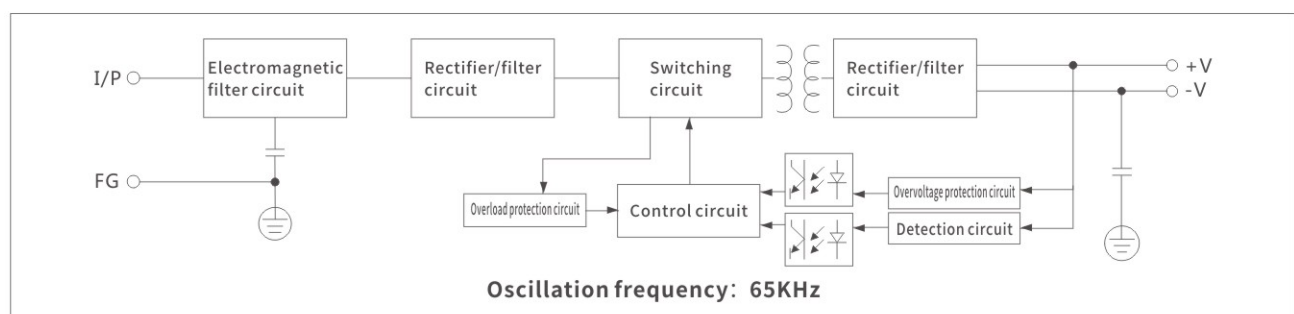 I/P
Electromagnetic
filter circuit
Rectifier/filter
circuit
Switching
circuit
Rectifier/filter
circuit
+V
-V
FG
Overload protection circuit
Control circuit
Overvoltage protection circuit
Detection circuit
Oscillation frequency: 65KHz